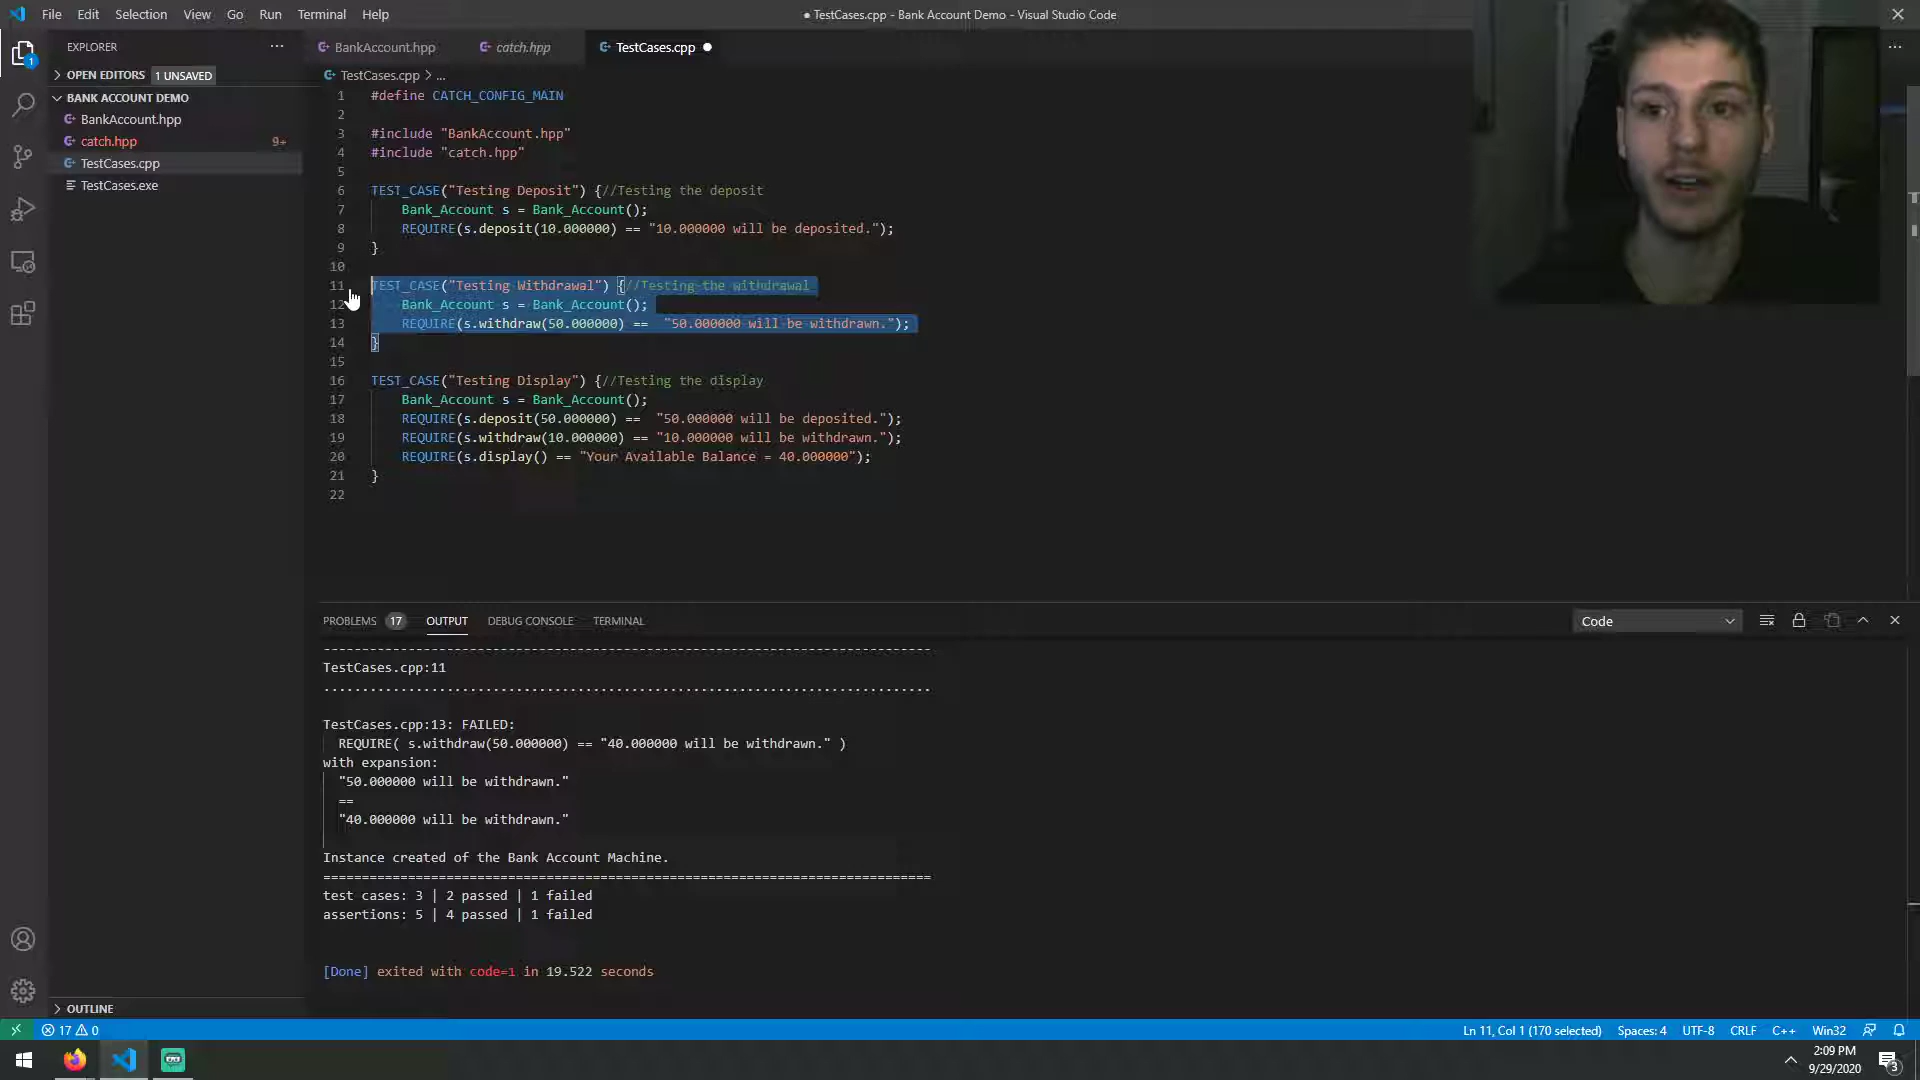 File Edit Selection View Go Run Terminal Help
● TestCases.cpp - Bank Account Demo - Visual Studio Code
EXPLORER
BankAccount.hpp
catch.hpp
TestCases.cpp
OPEN EDITORS 1 UNSAVED
TestCases.cpp > ...
BANK ACCOUNT DEMO
BankAccount.hpp
catch.hpp 9+
TestCases.cpp
TestCases.exe
1 #define CATCH_CONFIG_MAIN
2
3 #include "BankAccount.hpp"
4 #include "catch.hpp"
5
6 TEST_CASE("Testing Deposit") {//Testing the deposit
7 Bank_Account s = Bank_Account();
8 REQUIRE(s.deposit(10.000000) == "10.000000 will be deposited.");
9 }
10
11 TEST_CASE("Testing Withdrawal") {//Testing the withdrawal
12 Bank_Account s = Bank_Account();
13 REQUIRE(s.withdraw(50.000000) ==  "50.000000 will be withdrawn.");
14 }
15
16 TEST_CASE("Testing Display") {//Testing the display
17 Bank_Account s = Bank_Account();
18 REQUIRE(s.deposit(50.000000) ==  "50.000000 will be deposited.");
19 REQUIRE(s.withdraw(10.000000) == "10.000000 will be withdrawn.");
20 REQUIRE(s.display() == "Your Available Balance = 40.000000");
21 }
22
PROBLEMS 17 OUTPUT DEBUG CONSOLE TERMINAL
Code
-------------------------------------------------------------------------------
TestCases.cpp:11
...............................................................................
TestCases.cpp:13: FAILED:
REQUIRE( s.withdraw(50.000000) == "40.000000 will be withdrawn." )
with expansion:
"50.000000 will be withdrawn."
==
"40.000000 will be withdrawn."
Instance created of the Bank Account Machine.
===============================================================================
test cases: 3 | 2 passed | 1 failed
assertions: 5 | 4 passed | 1 failed
[Done] exited with code=1 in 19.522 seconds
OUTLINE
17 0
Ln 11, Col 1 (170 selected) Spaces: 4 UTF-8 CRLF C++ Win32
2:09 PM
9/29/2020
1
3